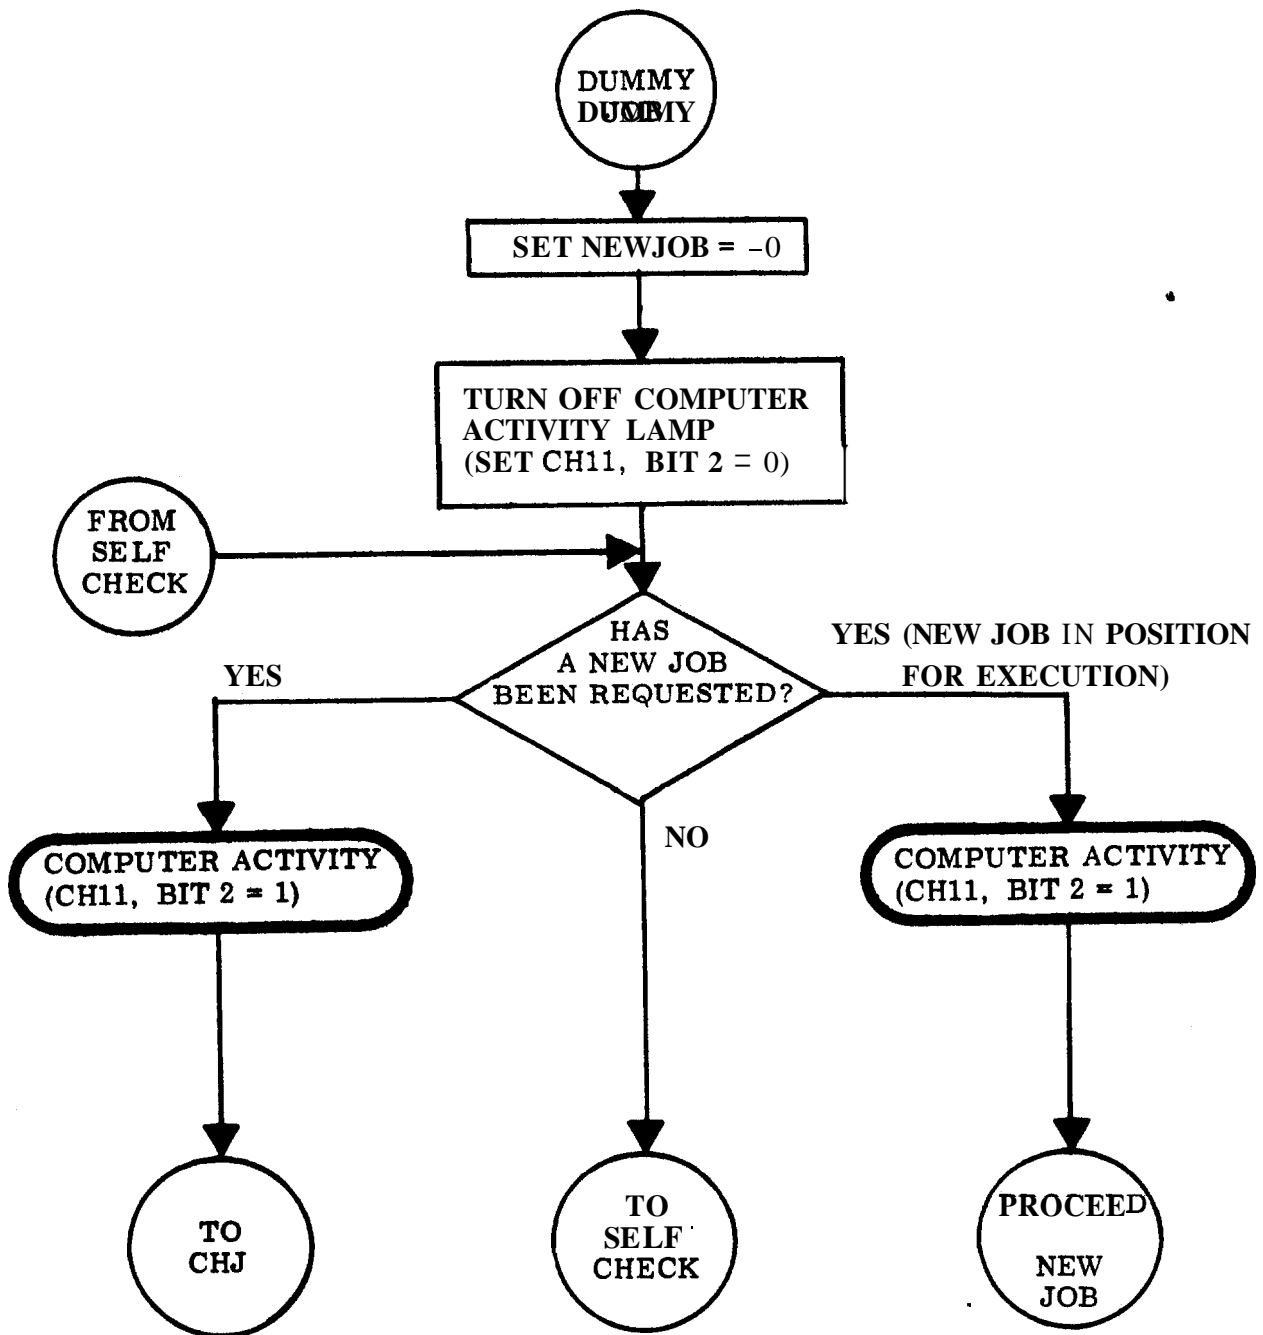 DUMMY
SET NEWJOB = -0
TURN OFF COMPUTER
ACTIVITY LAMP
(SET CH11, BIT 2 = 0)
FROM
SELF
CHECK
HAS
A NEW JOB
BEEN REQUESTED?
YES
YES (NEW JOB IN POSITION
FOR EXECUTION)
NO
COMPUTER ACTIVITY
(CH11, BIT 2 = 1)
COMPUTER ACTIVITY
(CH11, BIT 2 = 1)
TO
CHJ
TO
SELF
CHECK
PROCEED
NEW
JOB